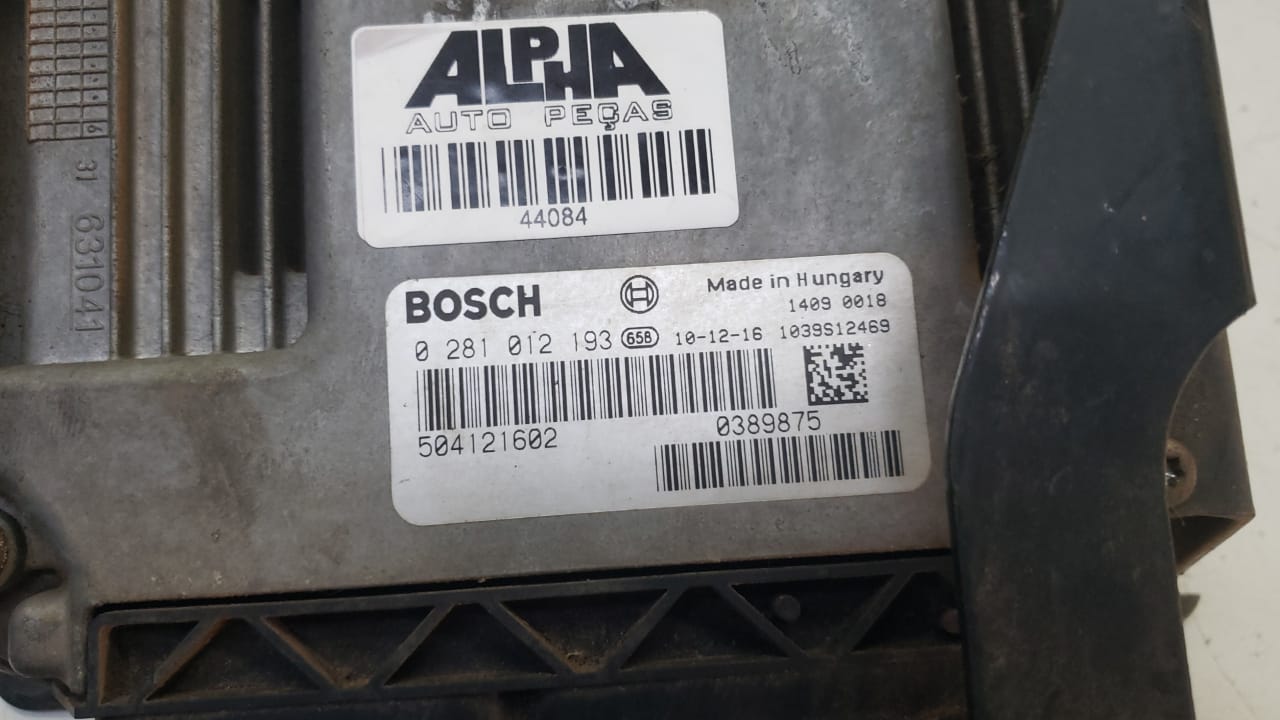 ALPHA
AUTO PEÇAS
44084
BOSCH
Made in Hungary
1409 0018
0 281 012 193 658 10-12-16 1039S12469
504121602
0389875
31
631041